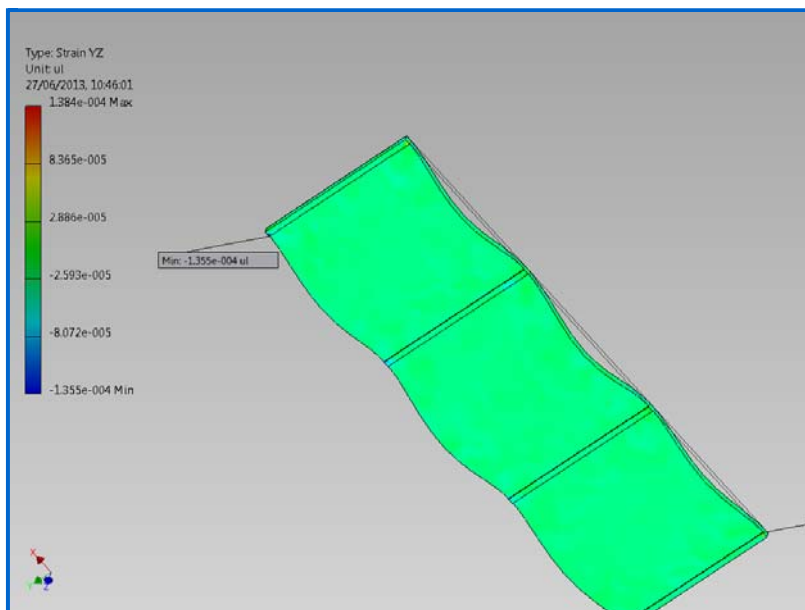 Type: Strain YZ
Unit: ul
27/06/2013, 10:46:01
1.384e-004 Max
8.365e-005
2.886e-005
-2.593e-005
-8.072e-005
-1.355e-004 Min
Min: -1.355e-004 ul
X
Y
Z